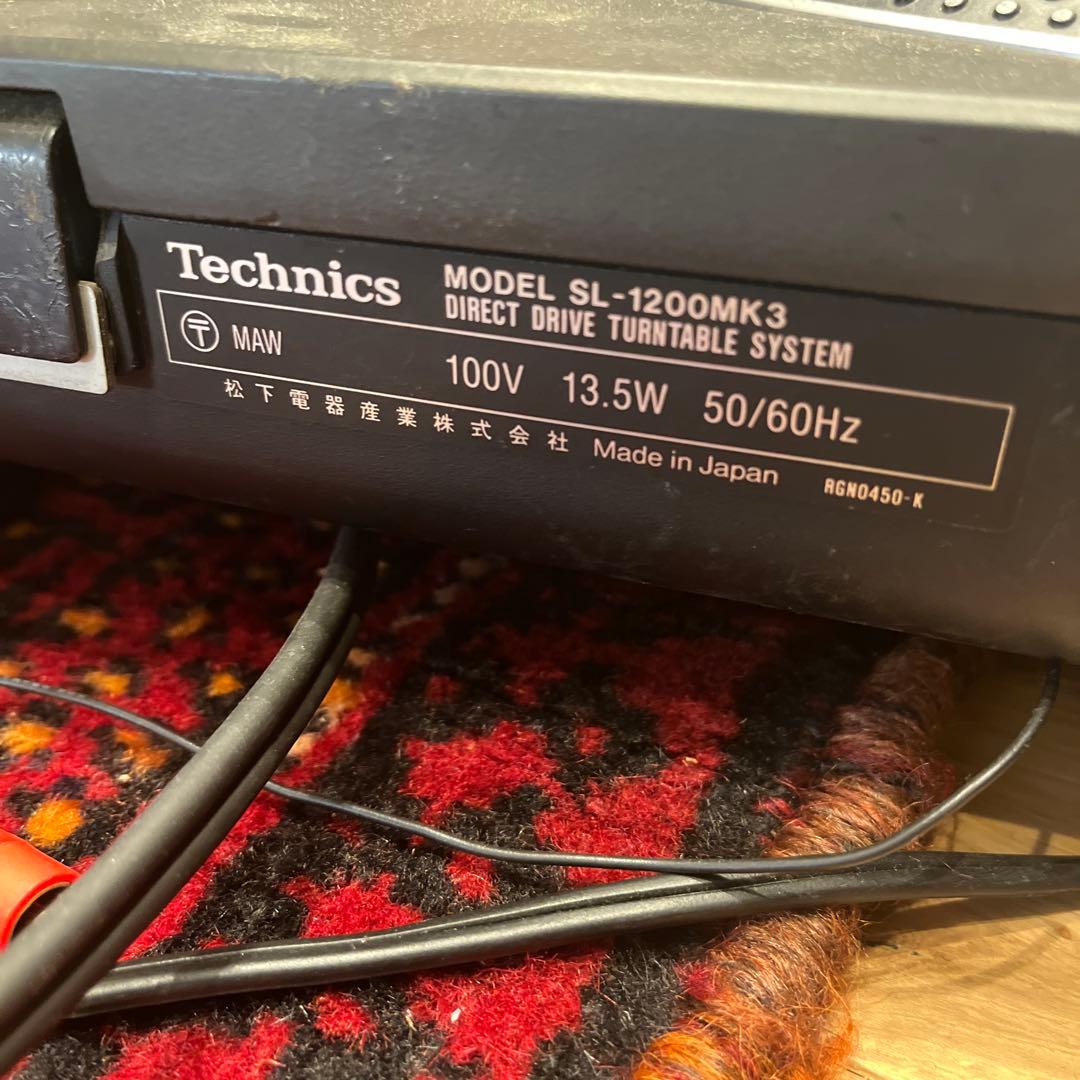 Technics
MODEL SL-1200MK3
DIRECT DRIVE TURNTABLE SYSTEM
〶 MAW 100V 13.5W 50/60Hz
松下電器産業株式会社 Made in Japan RGN0450-K